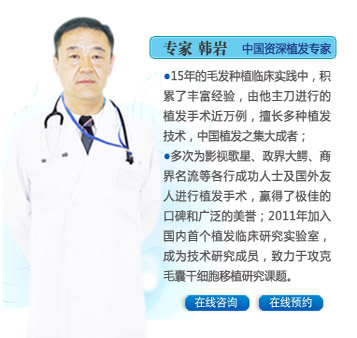 专家 韩岩 中国资深植发专家
●15年的毛发种植临床实践中，积
累了丰富经验，由他主刀进行的
植发手术近万例，擅长多种植发
技术，中国植发之集大成者；
●多次为影视歌星、政界大鳄、商
界名流等各行成功人士及国外友
人进行植发手术，赢得了极佳的
口碑和广泛的美誉；2011年加入
国内首个植发临床研究实验室，
成为技术研究成员，致力于攻克
毛囊干细胞移植研究课题。
在线咨询 在线预约